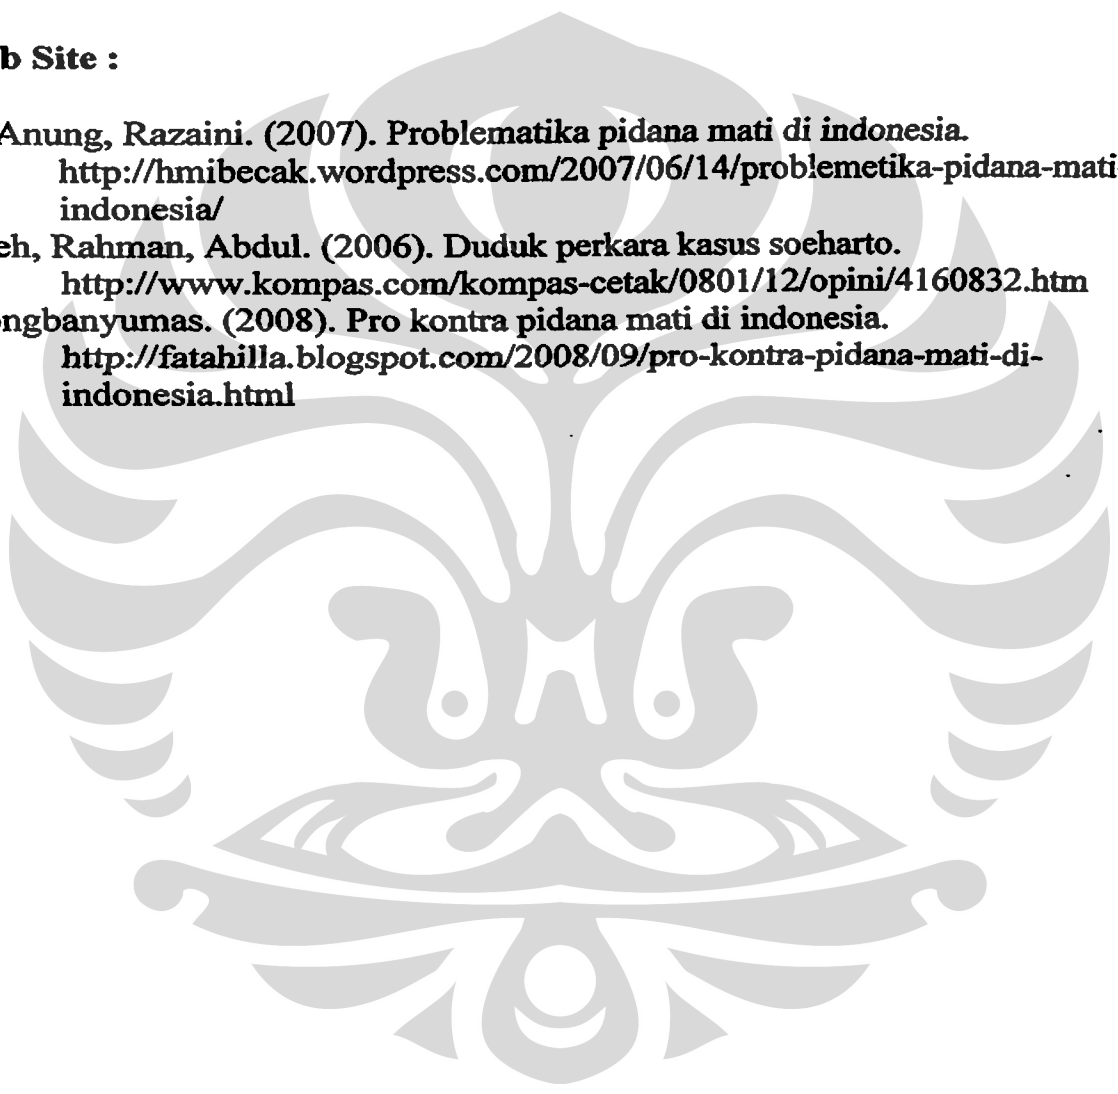 b Site :
Anung, Razaini. (2007). Problematika pidana mati di indonesia.
http://hmibecak.wordpress.com/2007/06/14/problemetika-pidana-mati
indonesia/
eh, Rahman, Abdul. (2006). Duduk perkara kasus soeharto.
http://www.kompas.com/kompas-cetak/0801/12/opini/4160832.htm
ngbanyumas. (2008). Pro kontra pidana mati di indonesia.
http://fatahilla.blogspot.com/2008/09/pro-kontra-pidana-mati-di-
indonesia.html